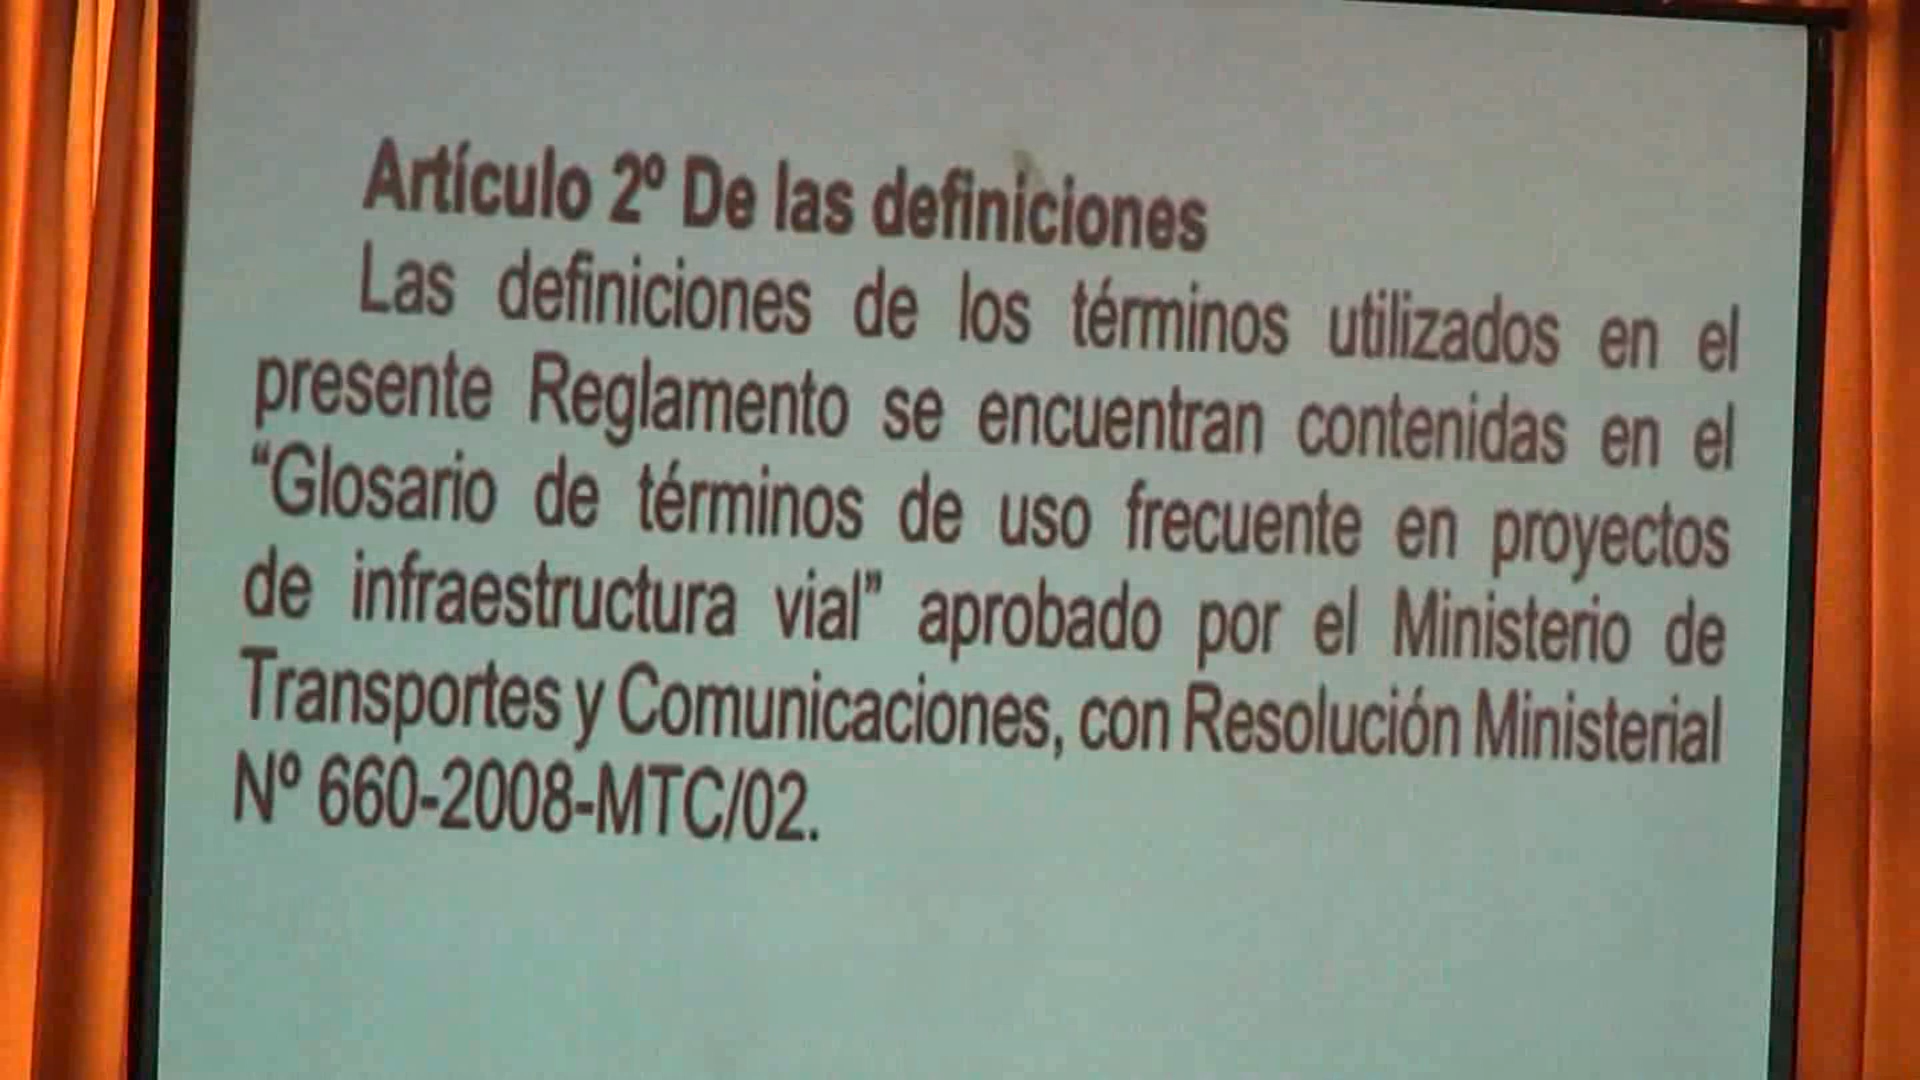 Artículo 2º De las definiciones
Las definiciones de los términos utilizados en el
presente Reglamento se encuentran contenidas en el
“Glosario de términos de uso frecuente en proyectos
de infraestructura vial” aprobado por el Ministerio de
Transportes y Comunicaciones, con Resolución Ministerial
Nº 660-2008-MTC/02.